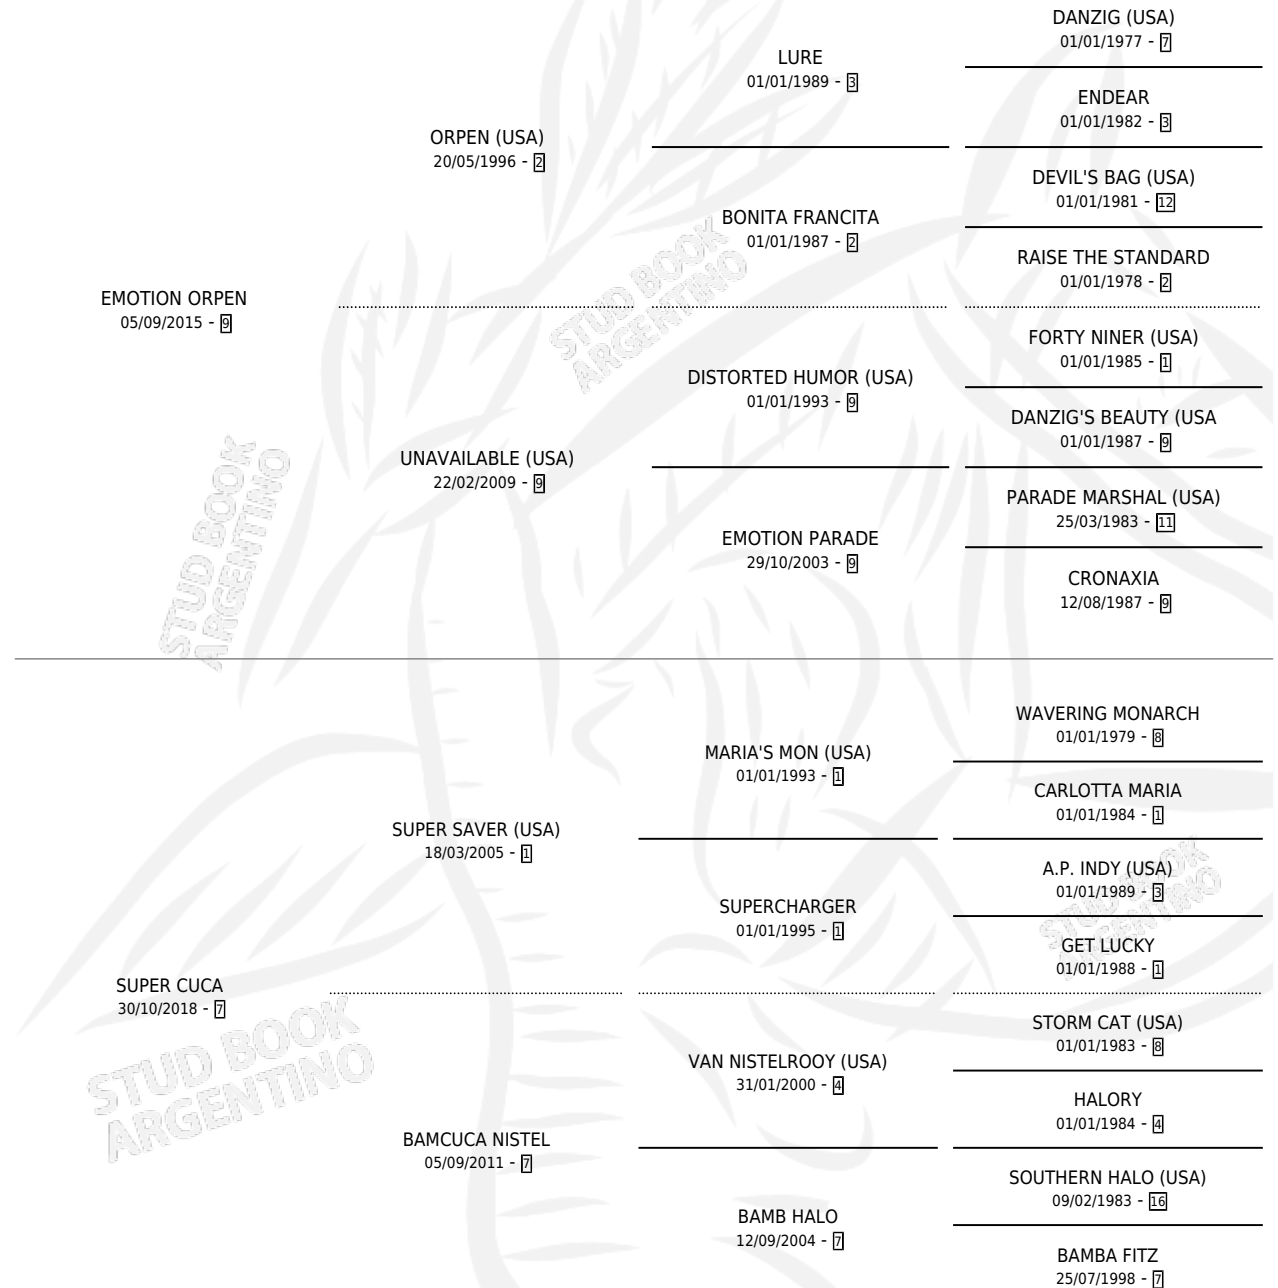 DANZIG (USA)
01/01/1977 - 7
LURE
01/01/1989 - 3
ENDEAR
01/01/1982 - 3
ORPEN (USA)
20/05/1996 - 2
DEVIL'S BAG (USA)
01/01/1981 - 12
BONITA FRANCITA
01/01/1987 - 2
RAISE THE STANDARD
01/01/1978 - 2
EMOTION ORPEN
05/09/2015 - 9
FORTY NINER (USA)
01/01/1985 - 1
DISTORTED HUMOR (USA)
01/01/1993 - 9
DANZIG'S BEAUTY (USA
01/01/1987 - 9
UNAVAILABLE (USA)
22/02/2009 - 9
PARADE MARSHAL (USA)
25/03/1983 - 11
EMOTION PARADE
29/10/2003 - 9
CRONAXIA
12/08/1987 - 9
WAVERING MONARCH
01/01/1979 - 8
MARIA'S MON (USA)
01/01/1993 - 1
CARLOTTA MARIA
01/01/1984 - 1
SUPER SAVER (USA)
18/03/2005 - 1
A.P. INDY (USA)
01/01/1989 - 3
SUPERCHARGER
01/01/1995 - 1
GET LUCKY
01/01/1988 - 1
SUPER CUCA
30/10/2018 - 7
STORM CAT (USA)
01/01/1983 - 8
VAN NISTELROOY (USA)
31/01/2000 - 4
HALORY
01/01/1984 - 4
BAMCUCA NISTEL
05/09/2011 - 7
SOUTHERN HALO (USA)
09/02/1983 - 16
BAMB HALO
12/09/2004 - 7
BAMBA FITZ
25/07/1998 - 7
STUD BOOK
ARGENTINO
STUD BOOK
ARGENTINO
STUD BOOK
ARGENTINO
STUD BOOK
ARGENTINO